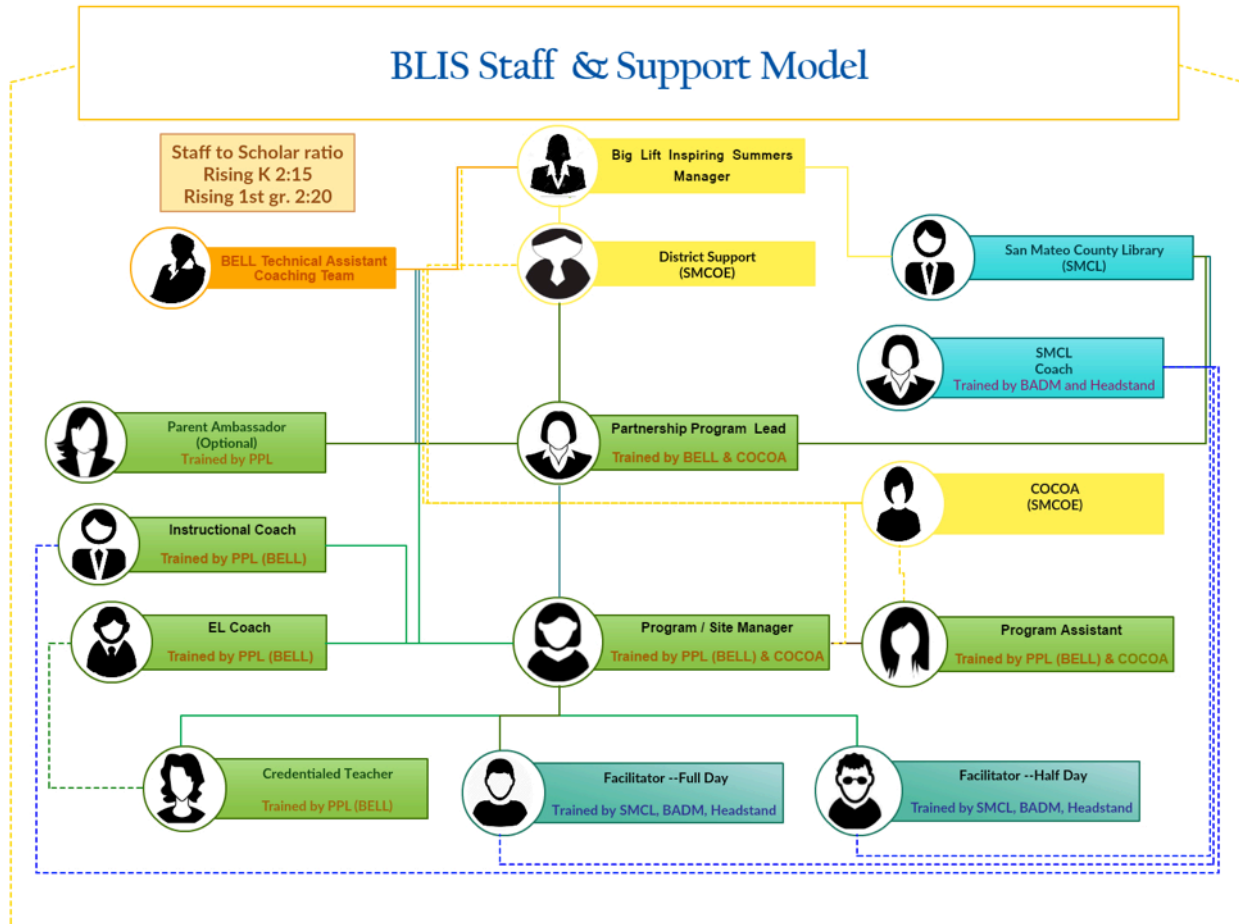 BLIS Staff & Support Model
Staff to Scholar ratio
Rising K 2:15
Rising 1st gr. 2:20
Big Lift Inspiring Summers
Manager
BELL Technical Assistant
Coaching Team
District Support
(SMCOE)
San Mateo County Library
(SMCL)
SMCL
Coach
Trained by BADM and Headstand
Parent Ambassador
(Optional)
Trained by PPL
Partnership Program Lead
Trained by BELL & COCOA
COCOA
(SMCOE)
Instructional Coach
Trained by PPL (BELL)
EL Coach
Trained by PPL (BELL)
Program / Site Manager
Trained by PPL (BELL) & COCOA
Program Assistant
Trained by PPL (BELL) & COCOA
Credentialed Teacher
Trained by PPL (BELL)
Facilitator --Full Day
Trained by SMCL, BADM, Headstand
Facilitator --Half Day
Trained by SMCL, BADM, Headstand